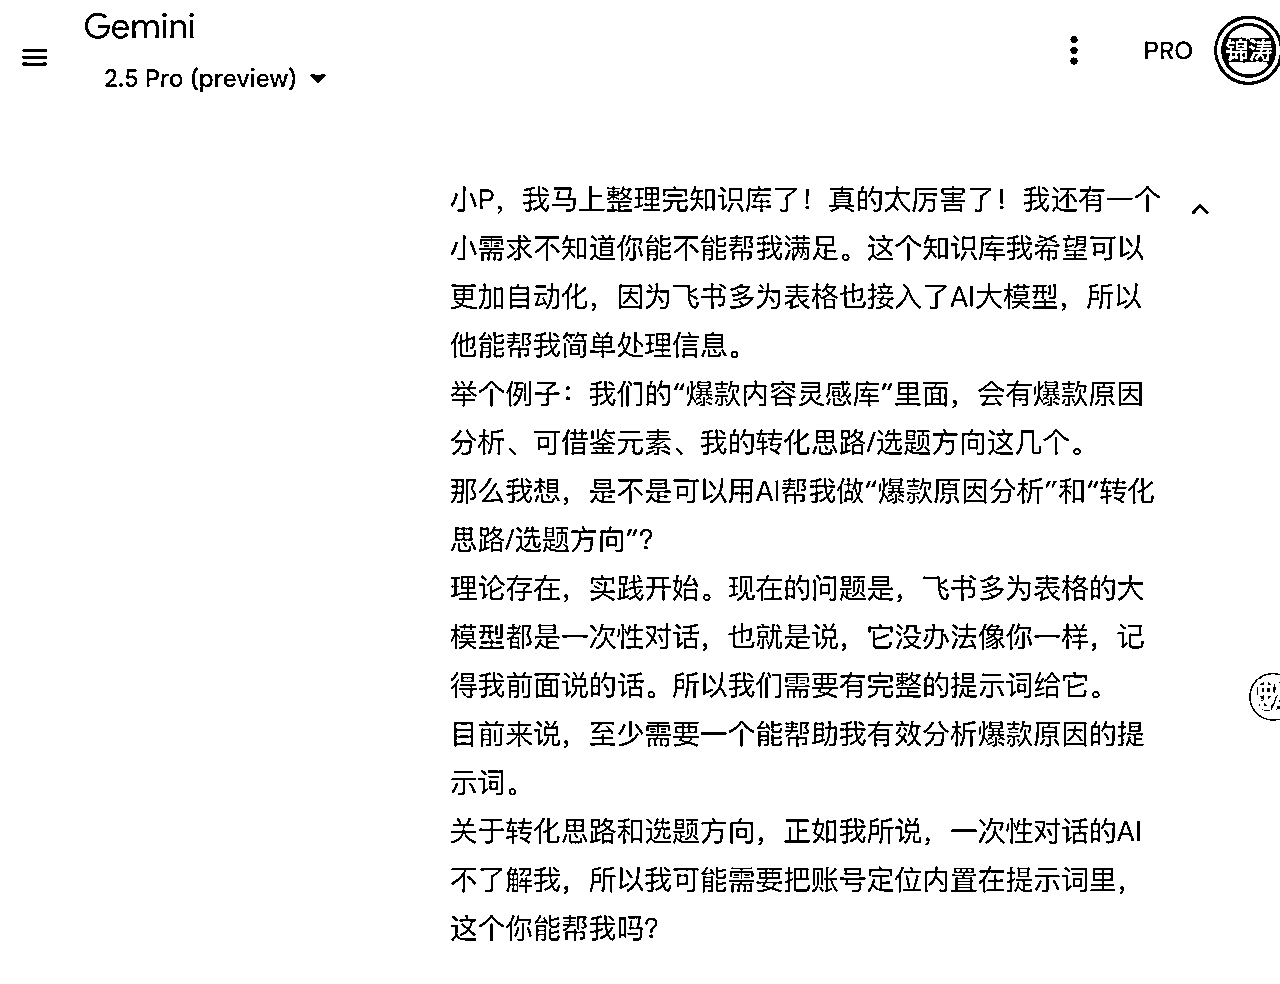 Gemini
2.5 Pro (preview)
PRO
锦涛
小P，我马上整理完知识库了！真的太厉害了！我还有一个
小需求不知道你能不能帮我满足。这个知识库我希望可以
更加自动化，因为飞书多为表格也接入了AI大模型，所以
他能帮我简单处理信息。
举个例子：我们的“爆款内容灵感库”里面，会有爆款原因
分析、可借鉴元素、我的转化思路/选题方向这几个。
那么我想，是不是可以用AI帮我做“爆款原因分析”和“转化
思路/选题方向”？
理论存在，实践开始。现在的问题是，飞书多为表格的大
模型都是一次性对话，也就是说，它没办法像你一样，记
得我前面说的话。所以我们需要有完整的提示词给它。
目前来说，至少需要一个能帮助我有效分析爆款原因的提
示词。
关于转化思路和选题方向，正如我所说，一次性对话的AI
不了解我，所以我可能需要把账号定位内置在提示词里，
这个你能帮我吗？